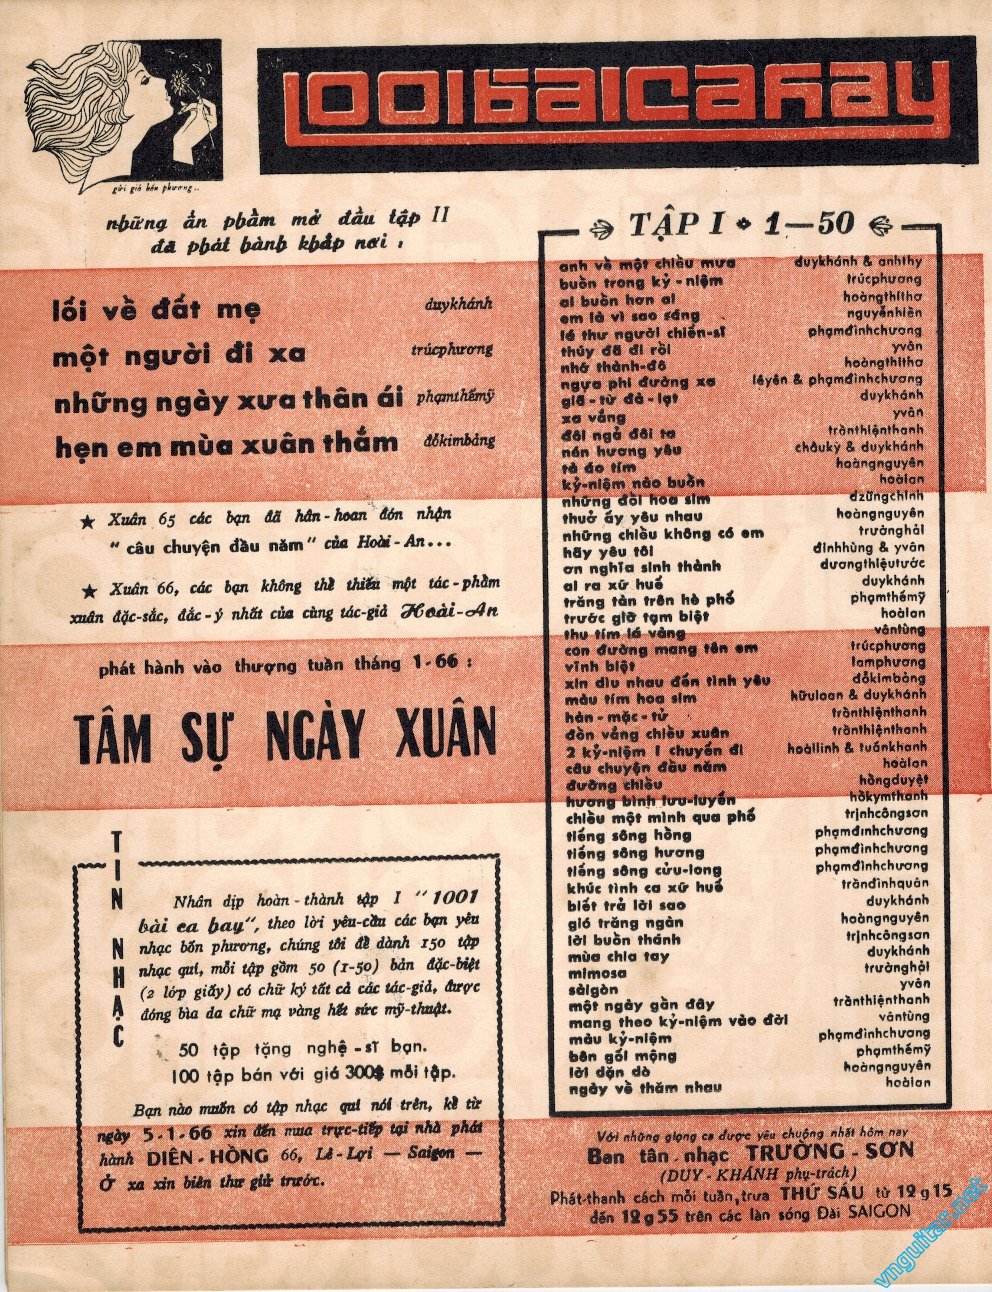 1001 bài ca hay
gửi gió bốn phương..
những ấn phẩm mở đầu tập II
đã phát hành khắp nơi :
lối về đất mẹ duykhánh
một người đi xa trúcphương
những ngày xưa thân ái phạmthếmỹ
hẹn em mùa xuân thắm đỗkimbảng
★ Xuân 65 các bạn đã hân-hoan đón nhận
“ câu chuyện đầu năm ” của Hoài-An...
★ Xuân 66, các bạn không thể thiếu một tác-phẩm
xuân đặc-sắc, đắc-ý nhất của cùng tác-giả Hoài-An
phát hành vào thượng tuần tháng 1-66 :
TÂM SỰ NGÀY XUÂN
TIN NHẠC
Nhân dịp hoàn-thành tập I “ 1001
bài ca hay”, theo lời yêu-cầu các bạn yêu
nhạc bốn phương, chúng tôi để dành 150 tập
nhạc quí, mỗi tập gồm 50 (1-50) bản đặc-biệt
(2 lớp giấy) có chữ ký tất cả các tác-giả, được
đóng bìa da chữ mạ vàng hết sức mỹ-thuật.
50 tập tặng nghệ-sĩ bạn.
100 tập bán với giá 300$ mỗi tập.
Bạn nào muốn có tập nhạc quí nói trên, kể từ
ngày 5-1-66 xin đến mua trực-tiếp tại nhà phát
hành DIÊN-HỒNG 66, Lê-Lợi — Saigon —
Ở xa xin biên thư giữ trước.
TẬP I 1—50
anh về một chiều mưa duykhánh & anhthy
buồn trong kỷ-niệm trúcphương
ai buồn hơn ai hoàngthithơ
em là vì sao sáng nguyễnhiền
lá thư người chiến-sĩ phạmđìnhchương
thúy đã đi rồi yvân
nhớ thành-đô hoàngthithơ
ngựa phi đường xa lêyên & phạmđìnhchương
giã-từ đà-lạt duykhánh
xa vắng yvân
đôi ngả đôi ta trầnthiệnthanh
nén hương yêu châukỳ & duykhánh
tà áo tím hoàngnguyên
kỷ-niệm nào buồn hoàian
những đồi hoa sim dzũngchinh
thuở ấy yêu nhau hoàngnguyên
những chiều không có em trườnghải
hãy yêu tôi đinhhùng & yvân
ơn nghĩa sinh thành dươngthiệutước
ai ra xứ huế duykhánh
trăng tàn trên hè phố phạmthếmỹ
trước giờ tạm biệt hoàian
thu tím lá vàng văntùng
con đường mang tên em trúcphương
vĩnh biệt lamphương
xin dìu nhau đến tình yêu đỗkimbảng
màu tím hoa sim hữuloan & duykhánh
hàn-mặc-tử trầnthiệnthanh
đồn vắng chiều xuân trầnthiệnthanh
2 kỷ-niệm 1 chuyến đi hoàilinh & tuấnkhanh
câu chuyện đầu năm hoàian
đường chiều hồngduyệt
hương bình lưu-luyến hồkymthanh
chiều một mình qua phố trịnhcôngsơn
tiếng sông hồng phạmđìnhchương
tiếng sông hương phạmđìnhchương
tiếng sông cửu-long phạmđìnhchương
khúc tình ca xứ huế trầnđìnhquân
biết trả lời sao duykhánh
gió trăng ngàn hoàngnguyên
lời buồn thánh trịnhcôngsơn
mùa chia tay duykhánh
mimosa trườnghải
sàigòn yvân
một ngày gần đây trầnthiệnthanh
mang theo kỷ-niệm vào đời văntùng
màu kỷ-niệm phạmđìnhchương
bên gối mộng phạmthếmỹ
lời dặn dò hoàngnguyên
ngày về thăm nhau hoàian
Với những giọng ca được yêu chuộng nhất hôm nay
Ban tân-nhạc TRƯỜNG-SƠN
(DUY-KHÁNH phụ-trách)
Phát-thanh cách mỗi tuần, trưa THỨ SÁU từ 12g15
đến 12g55 trên các làn sóng Đài SAIGON
vnguitar.net